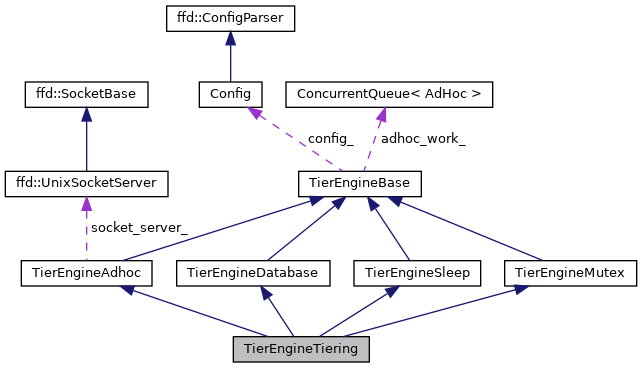 ffd::ConfigParser
ffd::SocketBase
Config
ConcurrentQueue< AdHoc >
config_
adhoc_work_
ffd::UnixSocketServer
TierEngineBase
socket_server_
TierEngineAdhoc
TierEngineDatabase
TierEngineSleep
TierEngineMutex
TierEngineTiering